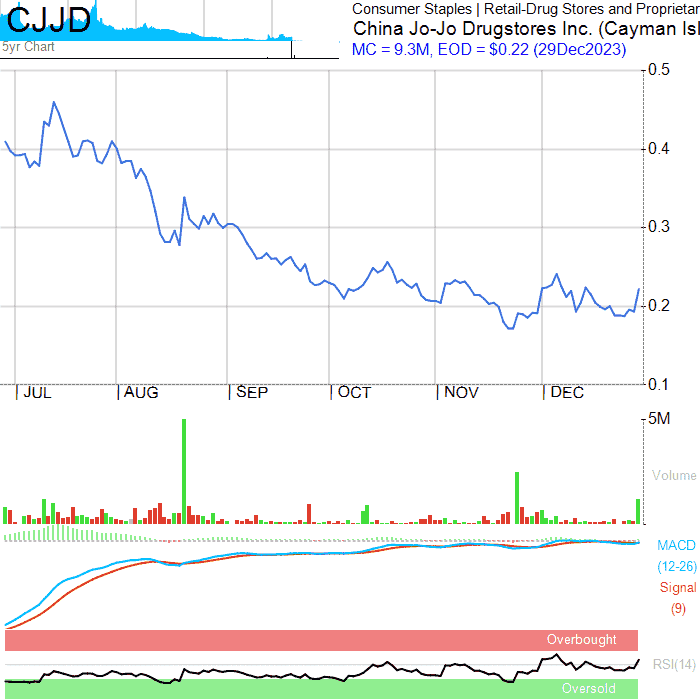 CJJD
5yr Chart
Consumer Staples | Retail-Drug Stores and Proprietar
China Jo-Jo Drugstores Inc. (Cayman Isl
MC = 9.3M, EOD = $0.22 (29Dec2023)
0.5
0.4
0.3
0.2
0.1
JUL AUG SEP OCT NOV DEC
5M
Volume
MACD
(12-26)
Signal
(9)
Overbought
RSI(14)
Oversold